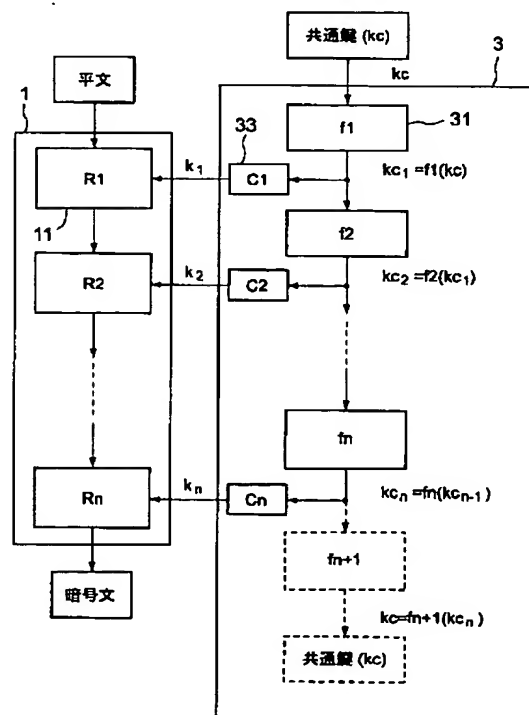 共通鍵 (kc)
3
kc
平文
1
33
f1
31
R1
k1
C1
kc1 =f1(kc)
11
f2
R2
k2
C2
kc2 =f2(kc1)
fn
Rn
kn
Cn
kcn =fn(kcn-1)
fn+1
暗号文
kc=fn+1(kcn)
共通鍵 (kc)